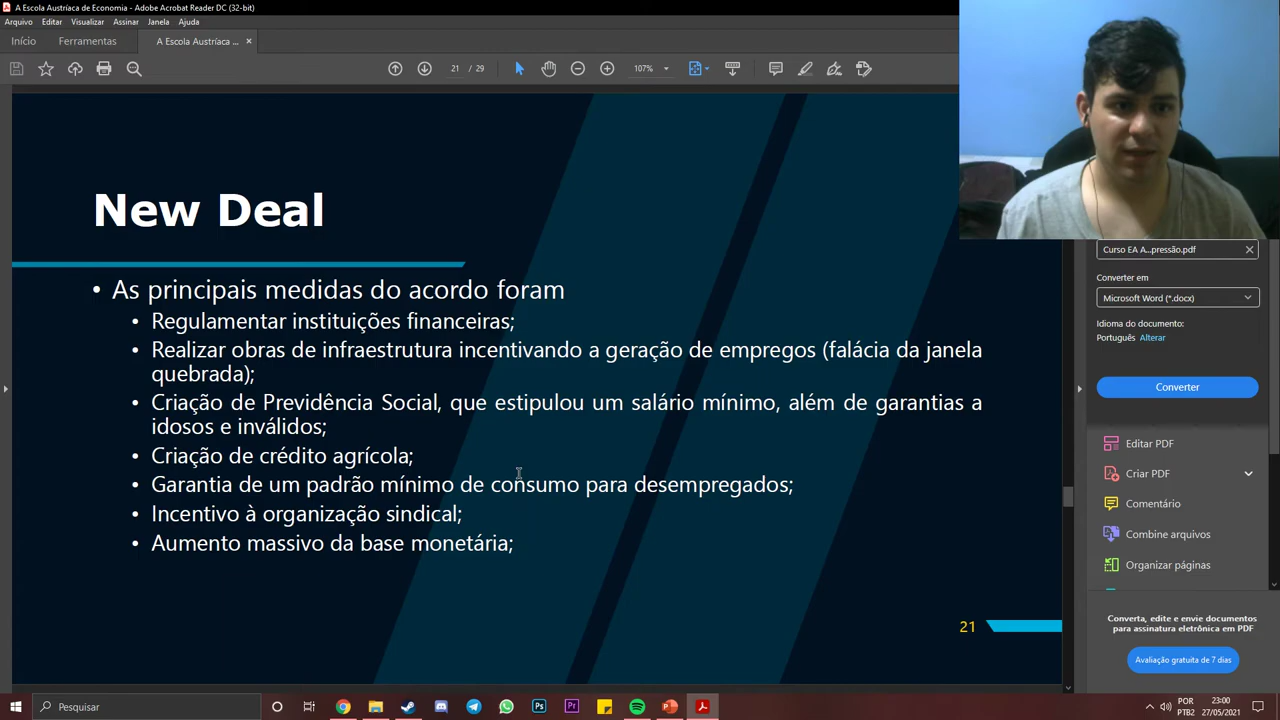 A Escola Austríaca de Economia - Adobe Acrobat Reader DC (32-bit)
Arquivo Editar Visualizar Assinar Janela Ajuda
Início Ferramentas A Escola Austríaca ... ×
21 / 29 107%
New Deal
• As principais medidas do acordo foram
• Regulamentar instituições financeiras;
• Realizar obras de infraestrutura incentivando a geração de empregos (falácia da janela
quebrada);
• Criação de Previdência Social, que estipulou um salário mínimo, além de garantias a
idosos e inválidos;
• Criação de crédito agrícola;
• Garantia de um padrão mínimo de consumo para desempregados;
• Incentivo à organização sindical;
• Aumento massivo da base monetária;
21
Curso EA A...pressão.pdf
Converter em
Microsoft Word (*.docx)
Idioma do documento:
Português Alterar
Converter
Editar PDF
Criar PDF
Comentário
Combine arquivos
Organizar páginas
Converta, edite e envie documentos
para assinatura eletrônica em PDF
Avaliação gratuita de 7 dias
Pesquisar
Ps Pr
POR
PTB2
23:00
27/05/2021